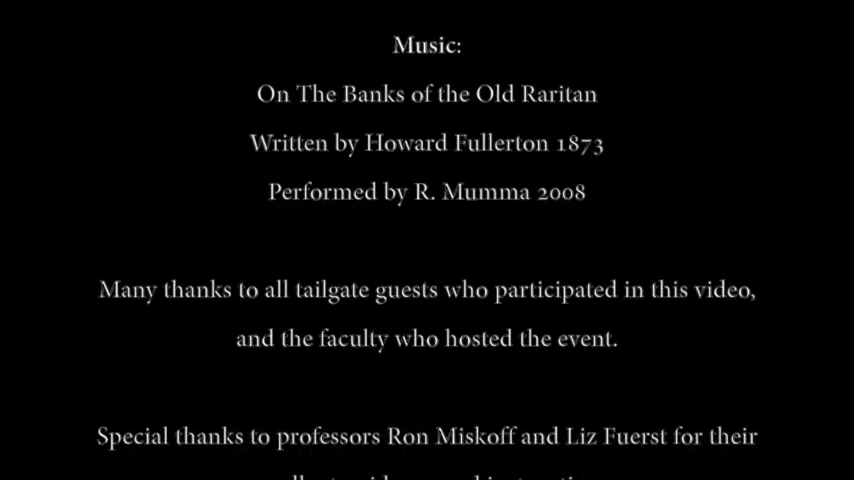 Music:
On The Banks of the Old Raritan
Written by Howard Fullerton 1873
Performed by R. Mumma 2008
Many thanks to all tailgate guests who participated in this video,
and the faculty who hosted the event.
Special thanks to professors Ron Miskoff and Liz Fuerst for their